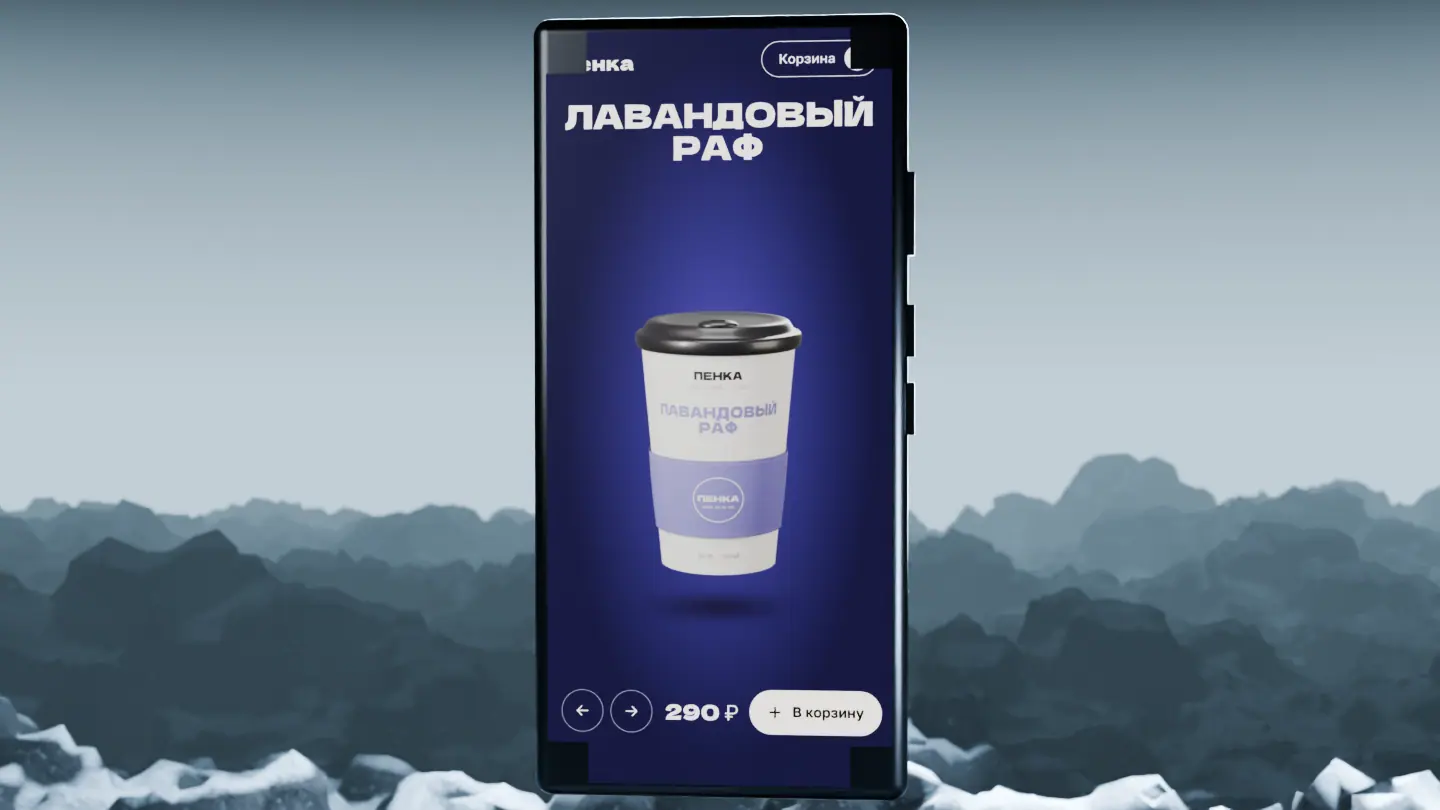 енка
Корзина
ЛАВАНДОВЫЙ
РАФ
ПЕНКА
ЛАВАНДОВЫЙ
РАФ
ПЕНКА
290 ₽
+ В корзину